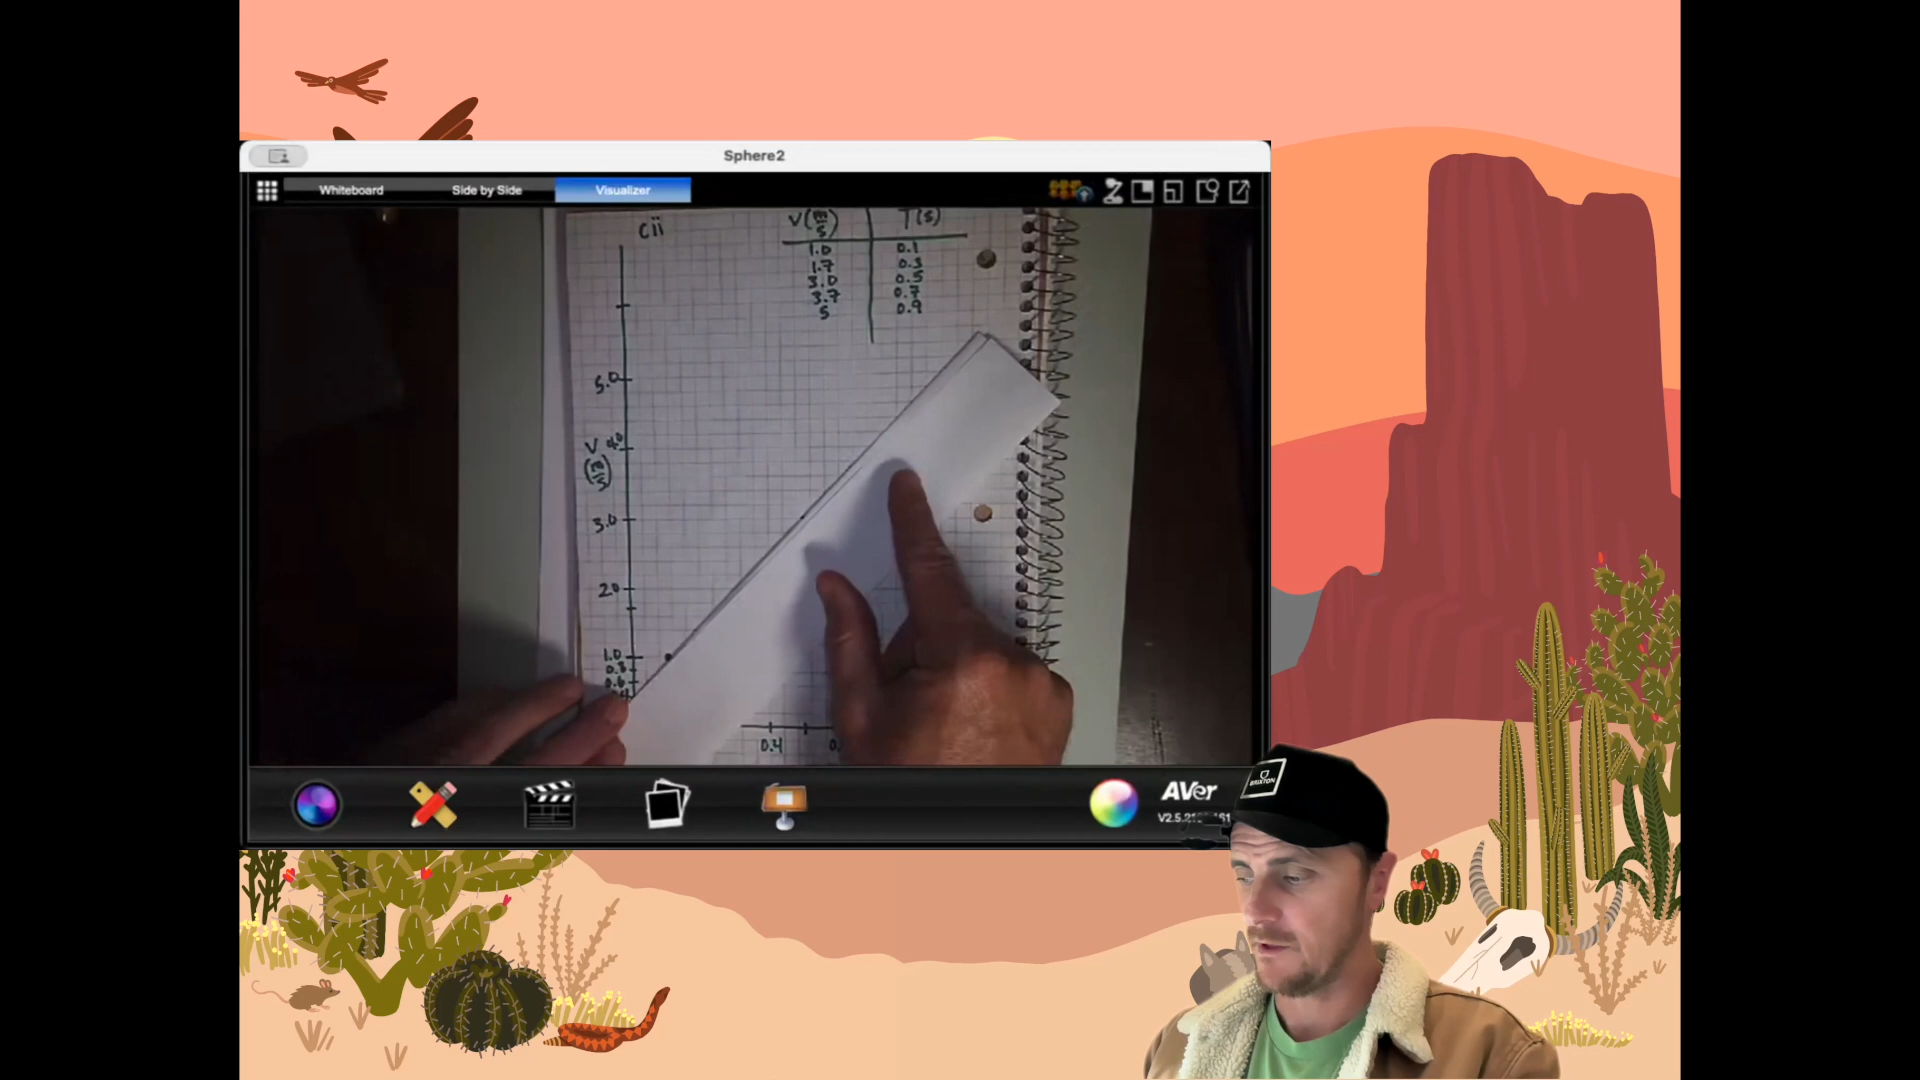 Sphere2
Whiteboard Side by Side Visualizer
cii
V (m/s) T(s)
1.0 0.1
1.7 0.3
3.0 0.5
3.7 0.7
5 0.9
5.0
V 4.0
(m/s)
3.0
2.0
1.0
0.8
0.6
0.4
AVer
BRIXTON